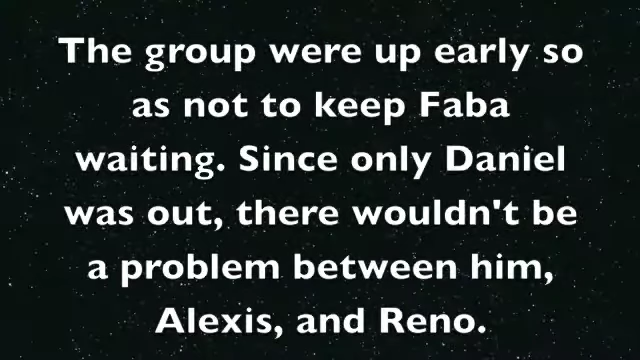 The group were up early so
as not to keep Faba
waiting. Since only Daniel
was out, there wouldn't be
a problem between him,
Alexis, and Reno.